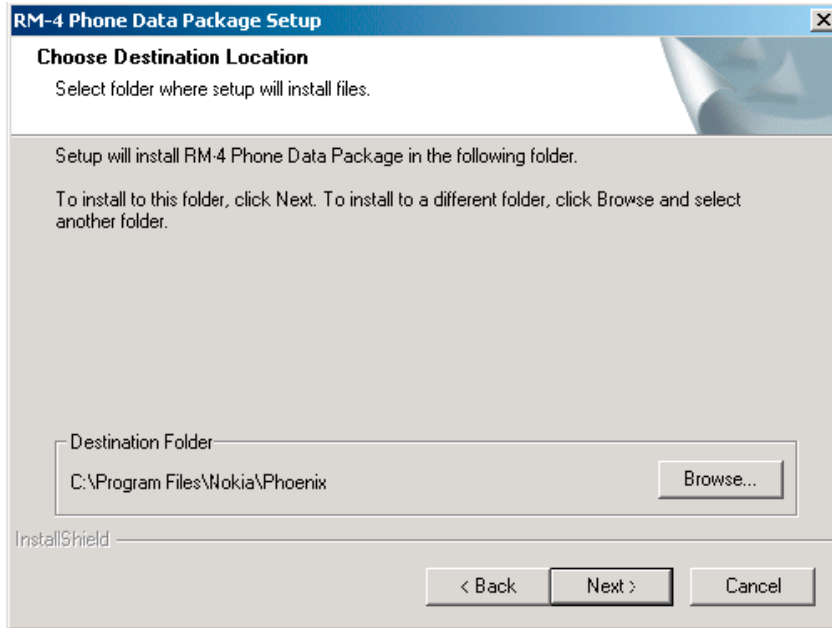 RM-4 Phone Data Package Setup
Choose Destination Location
Select folder where setup will install files.
Setup will install RM-4 Phone Data Package in the following folder.
To install to this folder, click Next. To install to a different folder, click Browse and select
another folder.
Destination Folder
C:\Program Files\Nokia\Phoenix
Browse...
InstallShield
< Back
Next >
Cancel